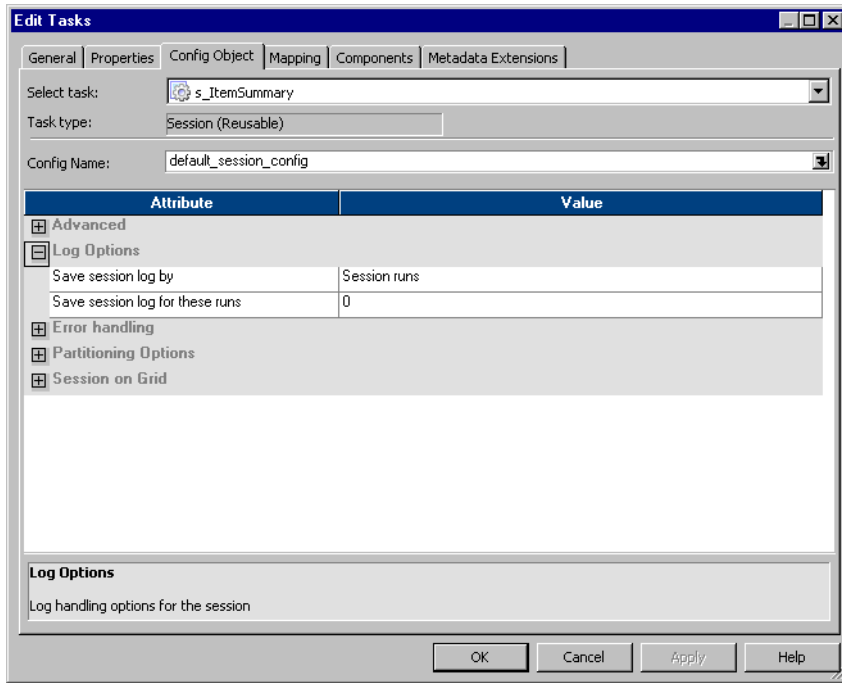 Edit Tasks
General Properties Config Object Mapping Components Metadata Extensions
Select task: s_ItemSummary
Task type: Session (Reusable)
Config Name: default_session_config
Attribute Value
Advanced
Log Options
Save session log by Session runs
Save session log for these runs 0
Error handling
Partitioning Options
Session on Grid
Log Options
Log handling options for the session
OK Cancel Apply Help